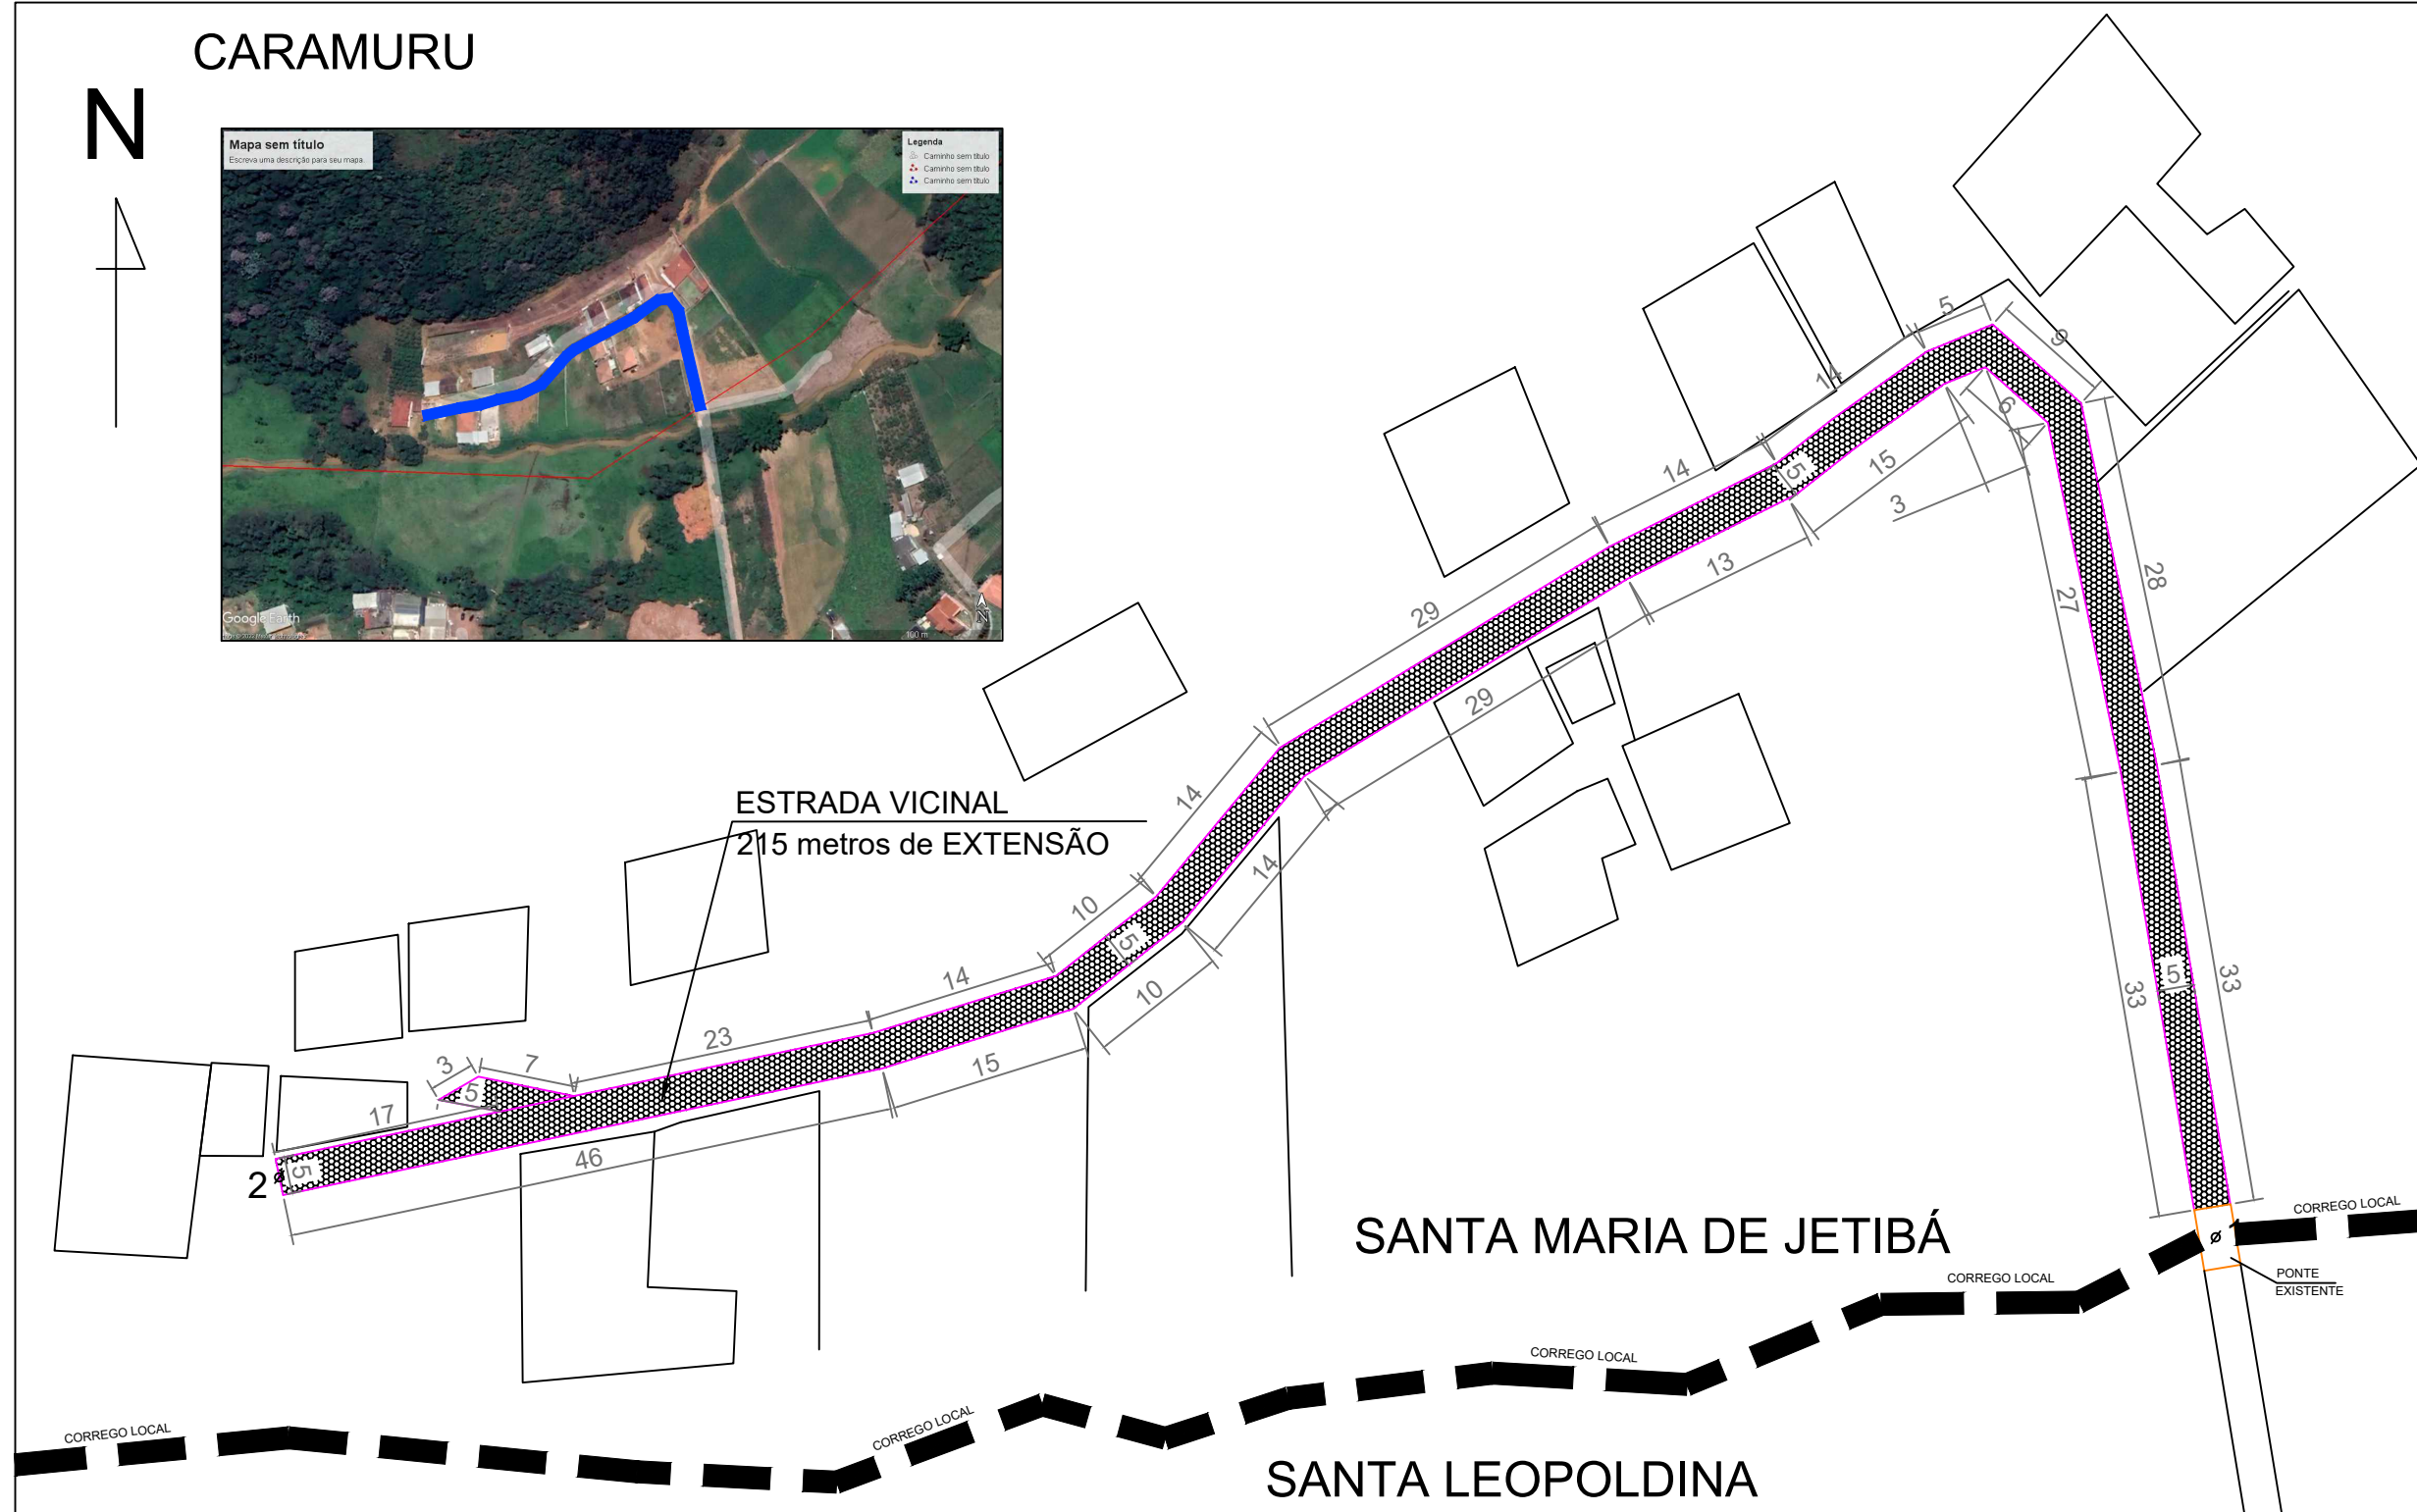 CARAMURU
N
Mapa sem título
Escreva uma descrição para seu mapa.
Legenda
Caminho sem título
Caminho sem título
Caminho sem título
Google Earth
100 m
N
5
9
14
6
15
3
14
13
28
27
29
29
ESTRADA VICINAL
215 metros de EXTENSÃO
14
14
10
5
5
10
14
15
23
33
5
33
3
7
5
17
46
2
5
SANTA MARIA DE JETIBÁ
CORREGO LOCAL
1
PONTE
EXISTENTE
CORREGO LOCAL
CORREGO LOCAL
CORREGO LOCAL
CORREGO LOCAL
SANTA LEOPOLDINA